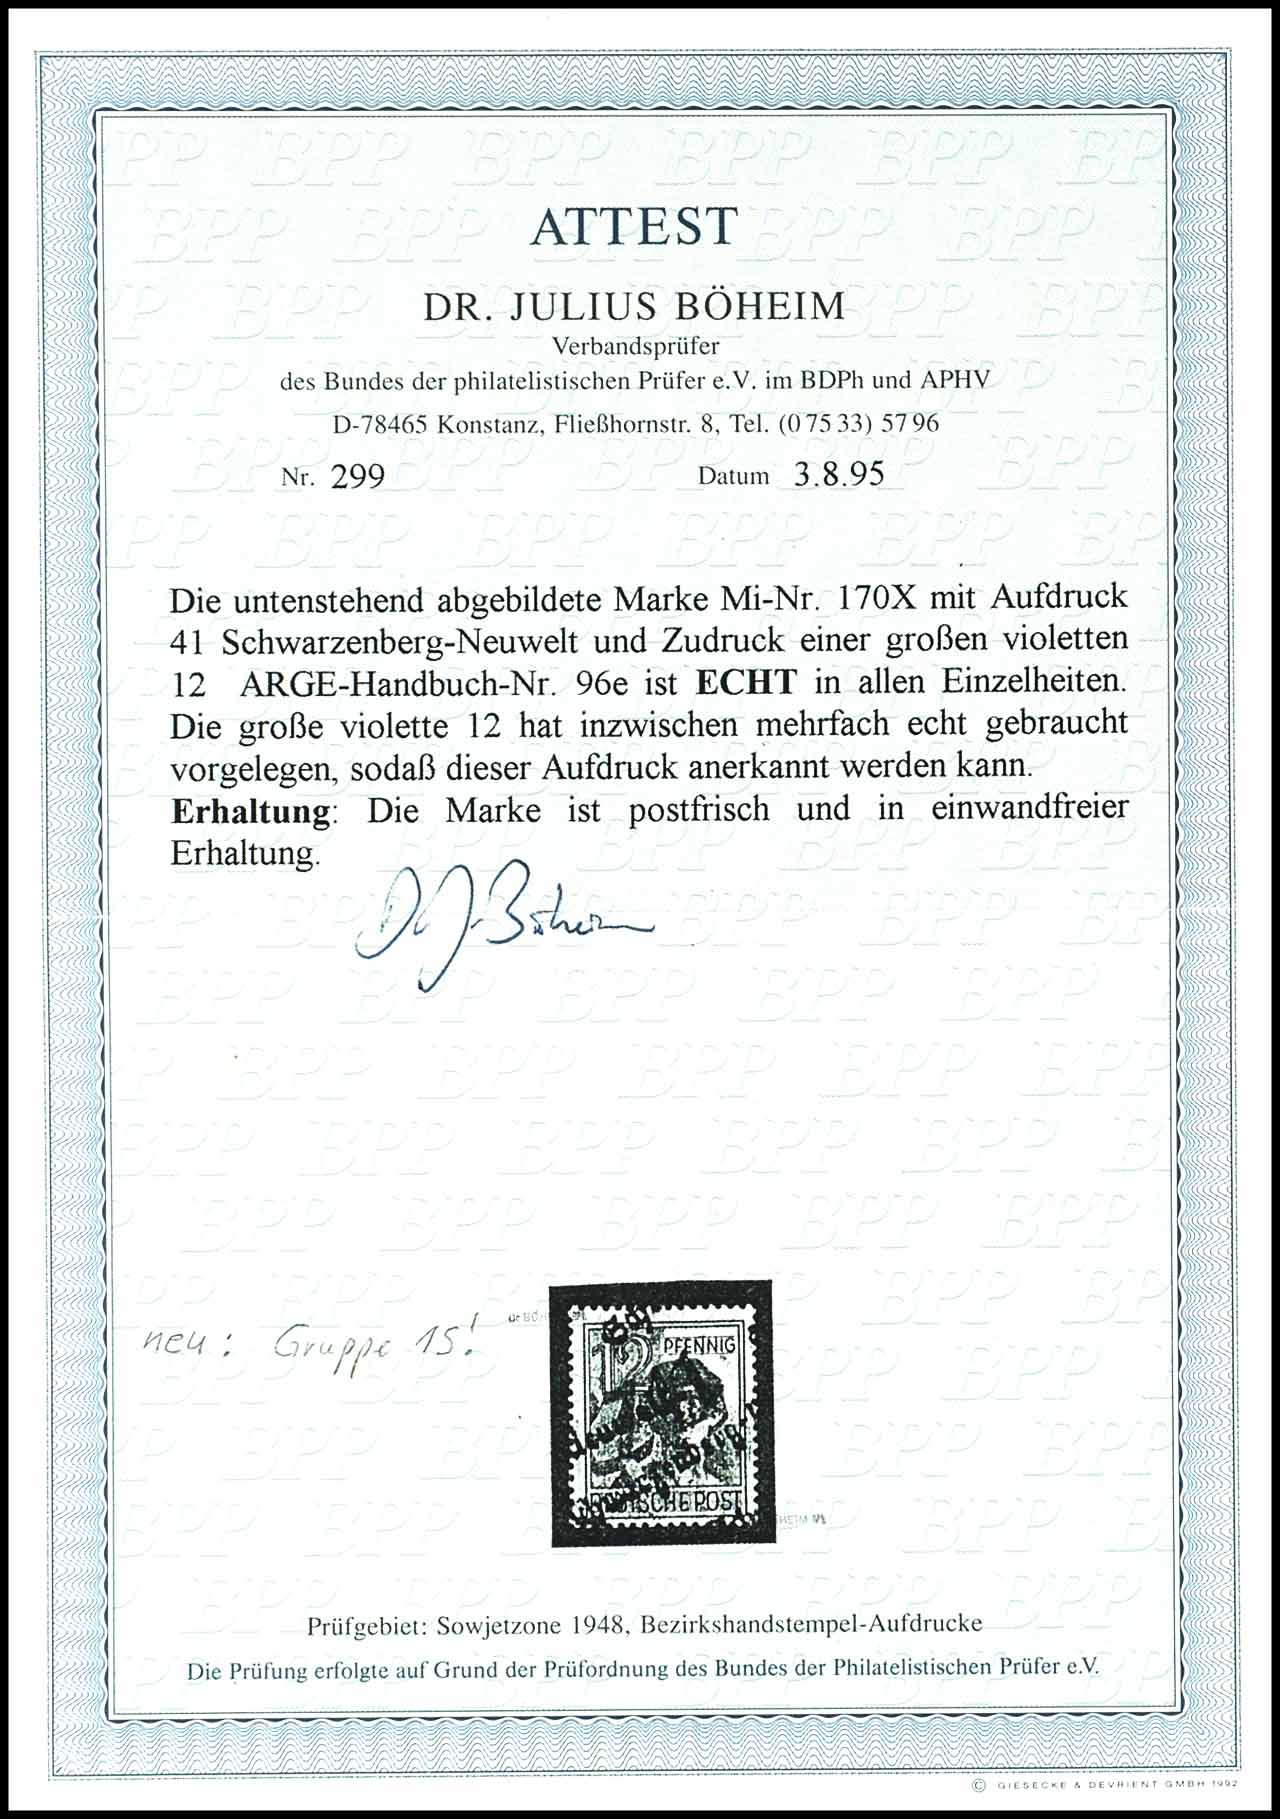 ATTEST
DR. JULIUS BÖHEIM
Verbandsprüfer
des Bundes der philatelistischen Prüfer e.V. im BDPh und APHV
D-78465 Konstanz, Fließhornstr. 8, Tel. (0 75 33) 57 96
Nr. 299 Datum 3.8.95
Die untenstehend abgebildete Marke Mi-Nr. 170X mit Aufdruck
41 Schwarzenberg-Neuwelt und Zudruck einer großen violetten
12 ARGE-Handbuch-Nr. 96e ist ECHT in allen Einzelheiten.
Die große violette 12 hat inzwischen mehrfach echt gebraucht
vorgelegen, sodaß dieser Aufdruck anerkannt werden kann.
Erhaltung: Die Marke ist postfrisch und in einwandfreier
Erhaltung.
Dr J. Böheim
neu: Gruppe 15!
12 PFENNIG
DEUTSCHE POST
Prüfgebiet: Sowjetzone 1948, Bezirkshandstempel-Aufdrucke
Die Prüfung erfolgte auf Grund der Prüfordnung des Bundes der Philatelistischen Prüfer e.V.
© GIESECKE & DEVRIENT GMBH 1992